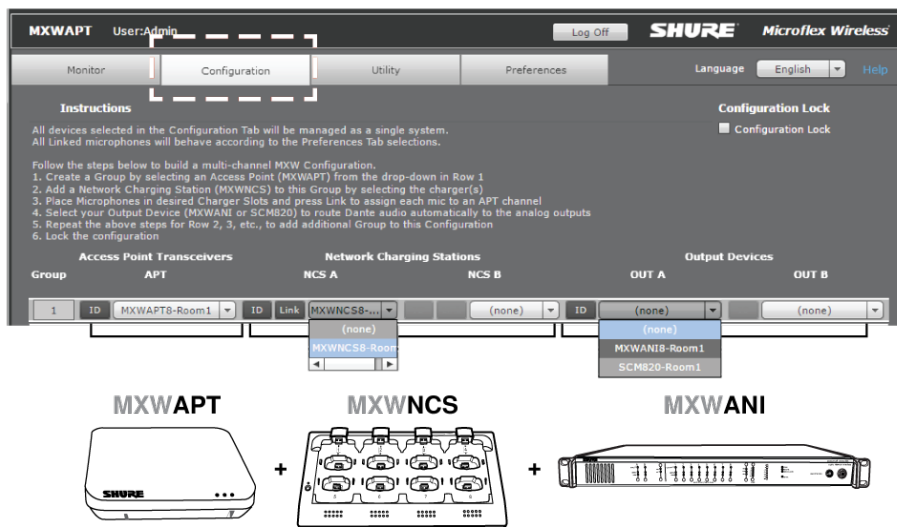 MXWAPT User:Admin Log Off SHURE Microflex Wireless
Monitor Configuration Utility Preferences Language English Help
Instructions Configuration Lock
All devices selected in the Configuration Tab will be managed as a single system. Configuration Lock
All Linked microphones will behave according to the Preferences Tab selections.
Follow the steps below to build a multi-channel MXW Configuration.
1. Create a Group by selecting an Access Point (MXWAPT) from the drop-down in Row 1
2. Add a Network Charging Station (MXWNCS) to this Group by selecting the charger(s)
3. Place Microphones in desired Charger Slots and press Link to assign each mic to an APT channel
4. Select your Output Device (MXWANI or SCM820) to route Dante audio automatically to the analog outputs
5. Repeat the above steps for Row 2, 3, etc., to add additional Group to this Configuration
6. Lock the configuration
Access Point Transceivers Network Charging Stations Output Devices
Group APT NCS A NCS B OUT A OUT B
1 ID MXWAPT8-Room1 ID Link MXWNCS8-... (none) ID (none) (none)
(none) (none)
MXWNCS8-Room MXWANI8-Room1
SCM820-Room1
MXWAPT MXWNCS MXWANI
+ +
SHURE
5 6 7 8
SHURE